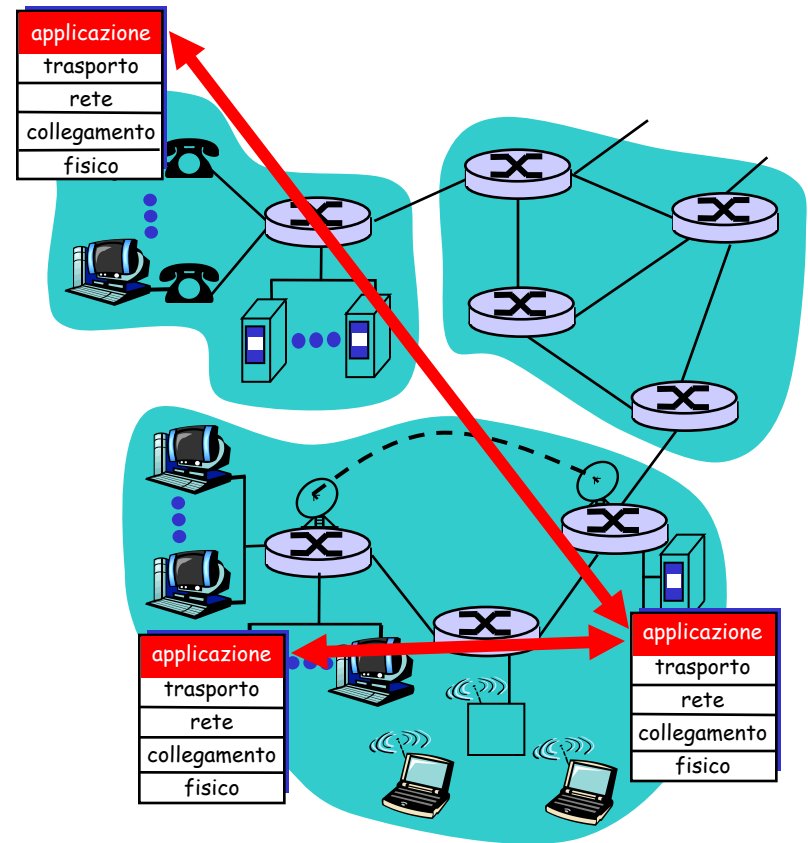 applicazione
trasporto
rete
collegamento
fisico
applicazione
trasporto
rete
collegamento
fisico
applicazione
trasporto
rete
collegamento
fisico